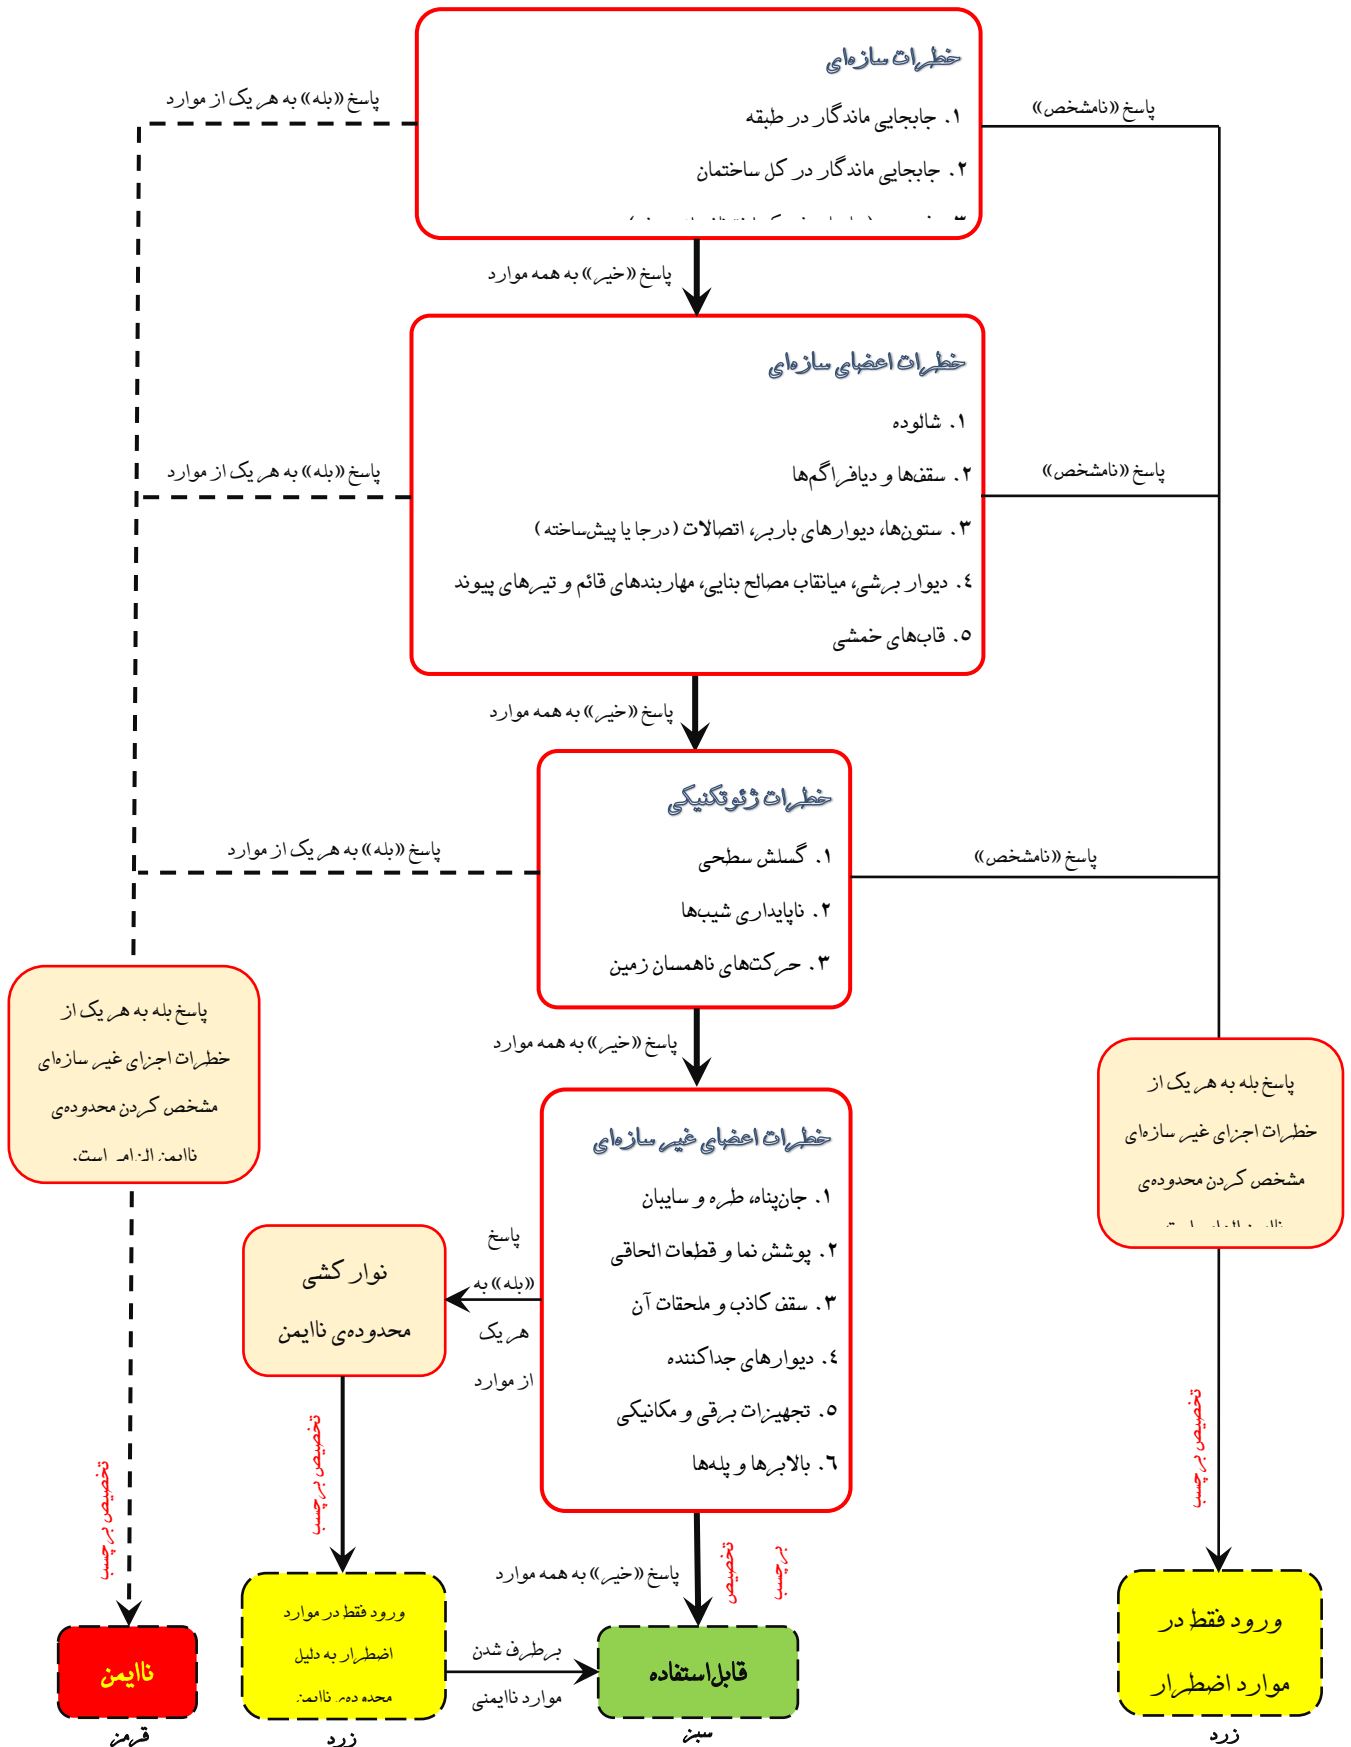 خطرات سازه‌ای
۱. جابجایی ماندگار در طبقه
۲. جابجایی ماندگار در کل ساختمان
پاسخ «بله» به هر یک از موارد
پاسخ «نامشخص»
پاسخ «خیر» به همه موارد
خطرات اعضای سازه‌ای
۱. شالوده
۲. سقف‌ها و دیافراگم‌ها
۳. ستون‌ها، دیوارهای باربر، اتصالات (درجا یا پیش‌ساخته)
۴. دیوار برشی، میانقاب مصالح بنایی، مهاربندهای قائم و تیرهای پیوند
۵. قاب‌های خمشی
پاسخ «بله» به هر یک از موارد
پاسخ «نامشخص»
پاسخ «خیر» به همه موارد
خطرات ژئوتکنیکی
۱. گسلش سطحی
۲. ناپایداری شیب‌ها
۳. حرکت‌های ناهمسان زمین
پاسخ «بله» به هر یک از موارد
پاسخ «نامشخص»
پاسخ «خیر» به همه موارد
پاسخ بله به هر یک از
خطرات اجزای غیر سازه‌ای
مشخص کردن محدوده‌ی
ناایمن الزامی است.
پاسخ بله به هر یک از
خطرات اجزای غیر سازه‌ای
مشخص کردن محدوده‌ی
خطرات اعضای غیر سازه‌ای
۱. جان‌پناه، طره و سایبان
۲. پوشش نما و قطعات الحاقی
۳. سقف کاذب و ملحقات آن
۴. دیوارهای جداکننده
۵. تجهیزات برقی و مکانیکی
۶. بالابرها و پله‌ها
پاسخ
«بله» به
هر یک
از موارد
نوار کشی
محدوده‌ی ناایمن
تخصیص برچسب
تخصیص برچسب
تخصیص برچسب
پاسخ «خیر» به همه موارد
تخصیص
برچسب
ورود فقط در
موارد اضطرار
زرد
قابل‌استفاده
سبز
برطرف شدن
موارد ناایمنی
ورود فقط در موارد
اضطرار به دلیل
محدوده‌ی ناایمن
زرد
ناایمن
قرمز